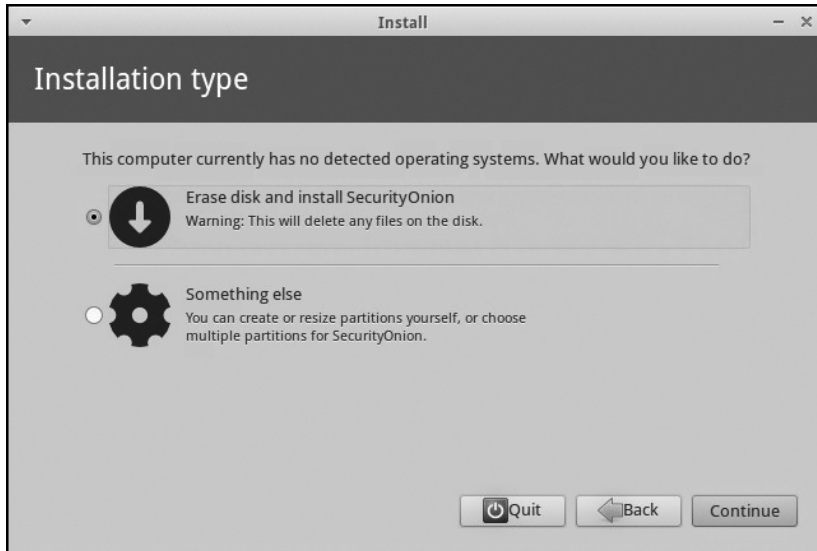 Install
Installation type
This computer currently has no detected operating systems. What would you like to do?
Erase disk and install SecurityOnion
Warning: This will delete any files on the disk.
Something else
You can create or resize partitions yourself, or choose
multiple partitions for SecurityOnion.
Quit
Back
Continue